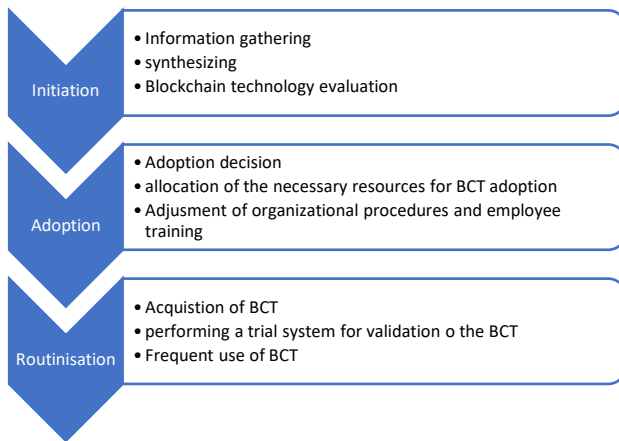 Initiation
• Information gathering
• synthesizing
• Blockchain technology evaluation
Adoption
• Adoption decision
• allocation of the necessary resources for BCT adoption
• Adjusment of organizational procedures and employee
training
Routinisation
• Acquistion of BCT
• performing a trial system for validation o the BCT
• Frequent use of BCT